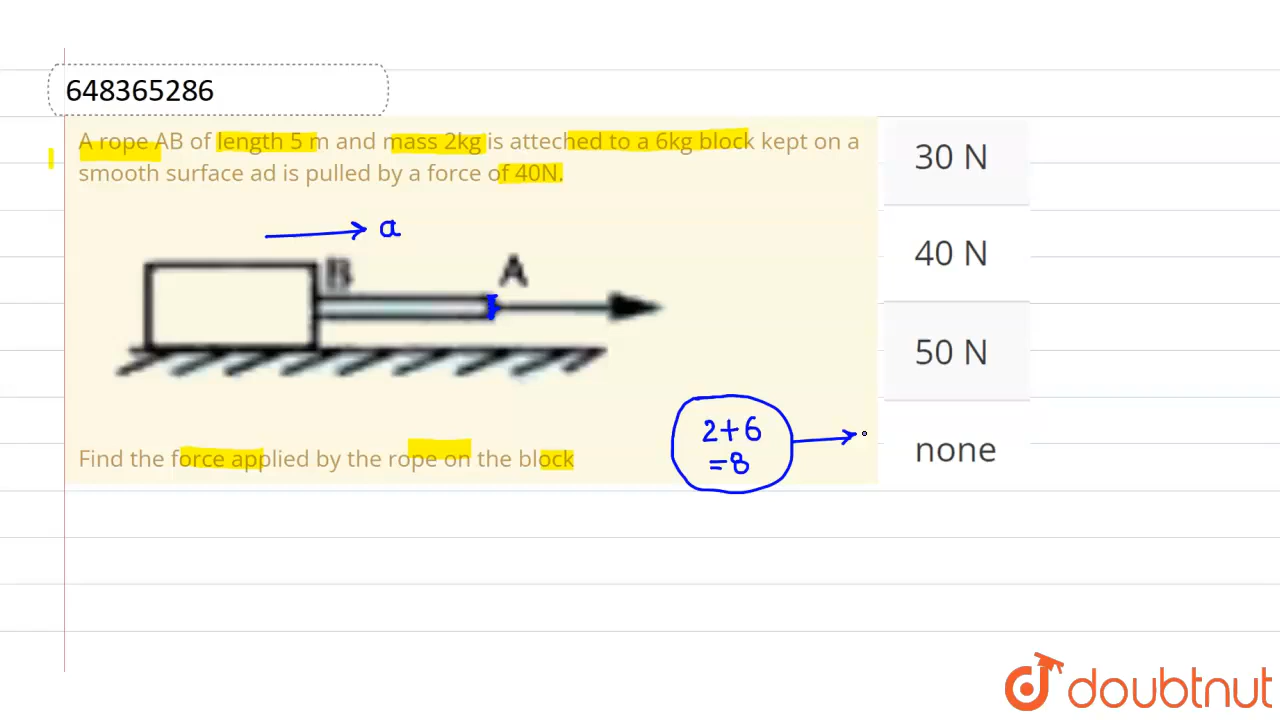 648365286
A rope AB of length 5 m and mass 2kg is atteched to a 6kg block kept on a
smooth surface ad is pulled by a force of 40N.
a
B
A
Find the force applied by the rope on the block
2+6
=8
30 N
40 N
50 N
none
doubtnut